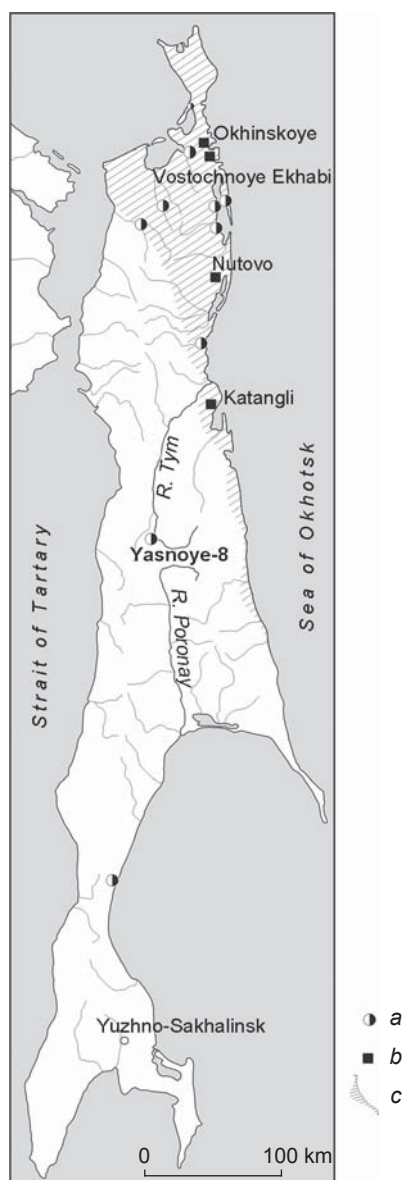 Okhinskoye
Vostochnoye Ekhabi
Nutovo
Katangli
R. Tym
Sea of Okhotsk
Yasnoye-8
Strait of Tartary
R. Poronay
Yuzhno-Sakhalinsk
a
b
c
0 100 km